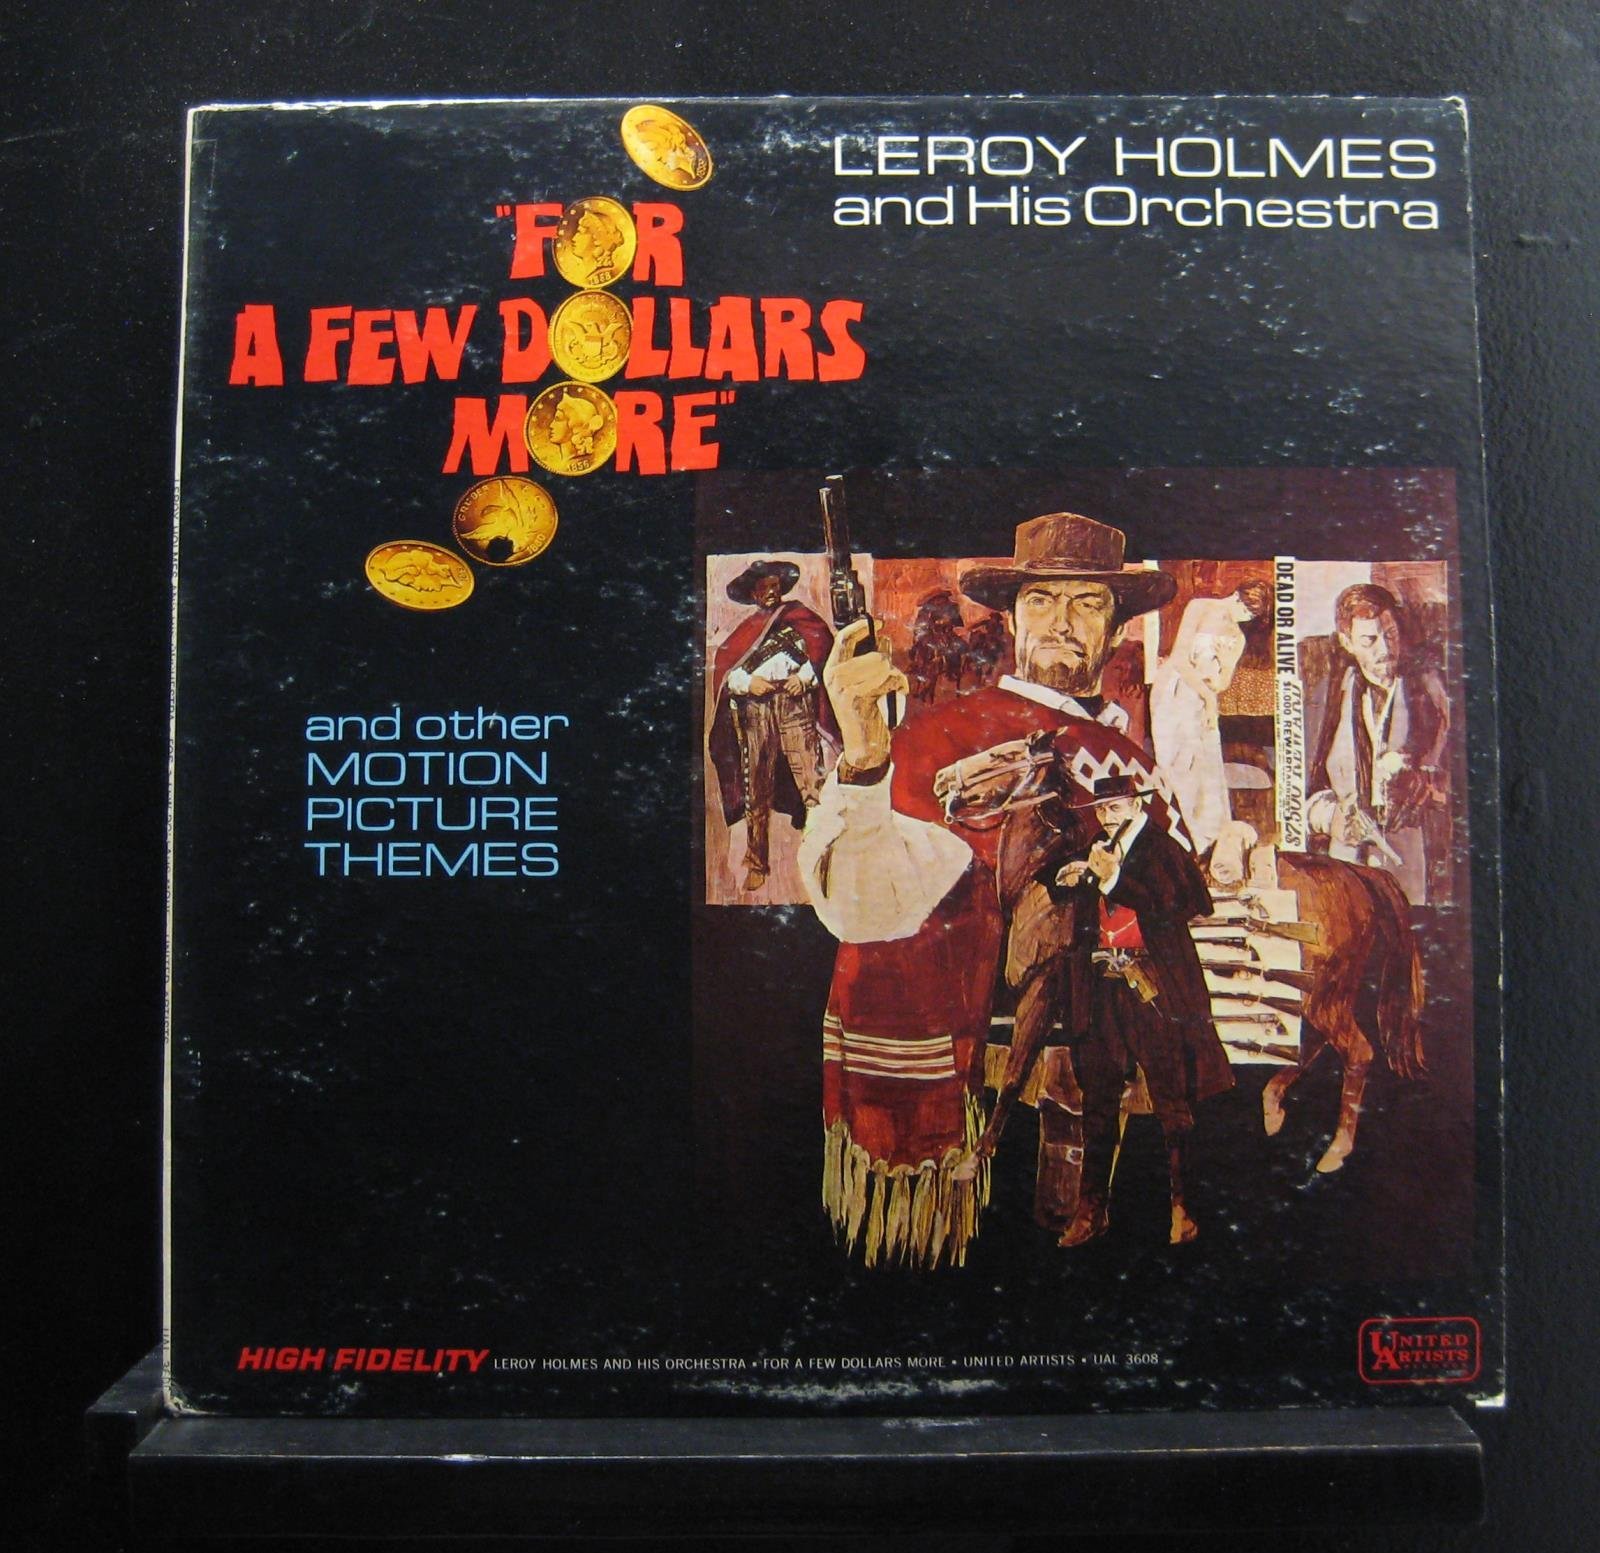 LEROY HOLMES
and His Orchestra
"FOR
A FEW DOLLARS
MORE"
and other
MOTION
PICTURE
THEMES
DEAD OR ALIVE
$1,000 REWARD
HIGH FIDELITY LEROY HOLMES AND HIS ORCHESTRA • FOR A FEW DOLLARS MORE • UNITED ARTISTS • UAL 3608
UNITED
ARTISTS
RECORDS